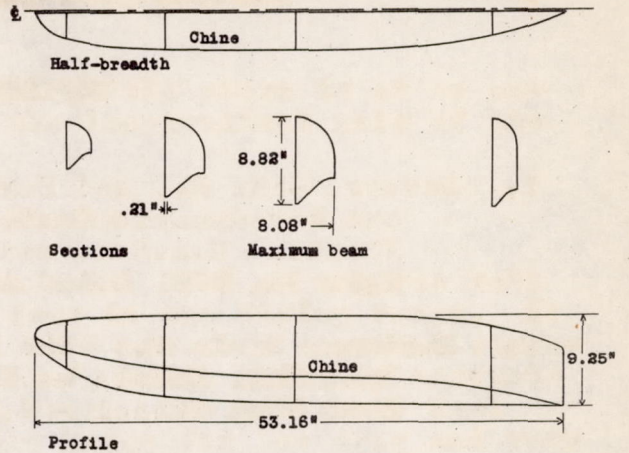 ℄
Chine
Half-breadth
8.82"
.21"
8.08"
Sections
Maximum beam
Chine
9.25"
53.16"
Profile